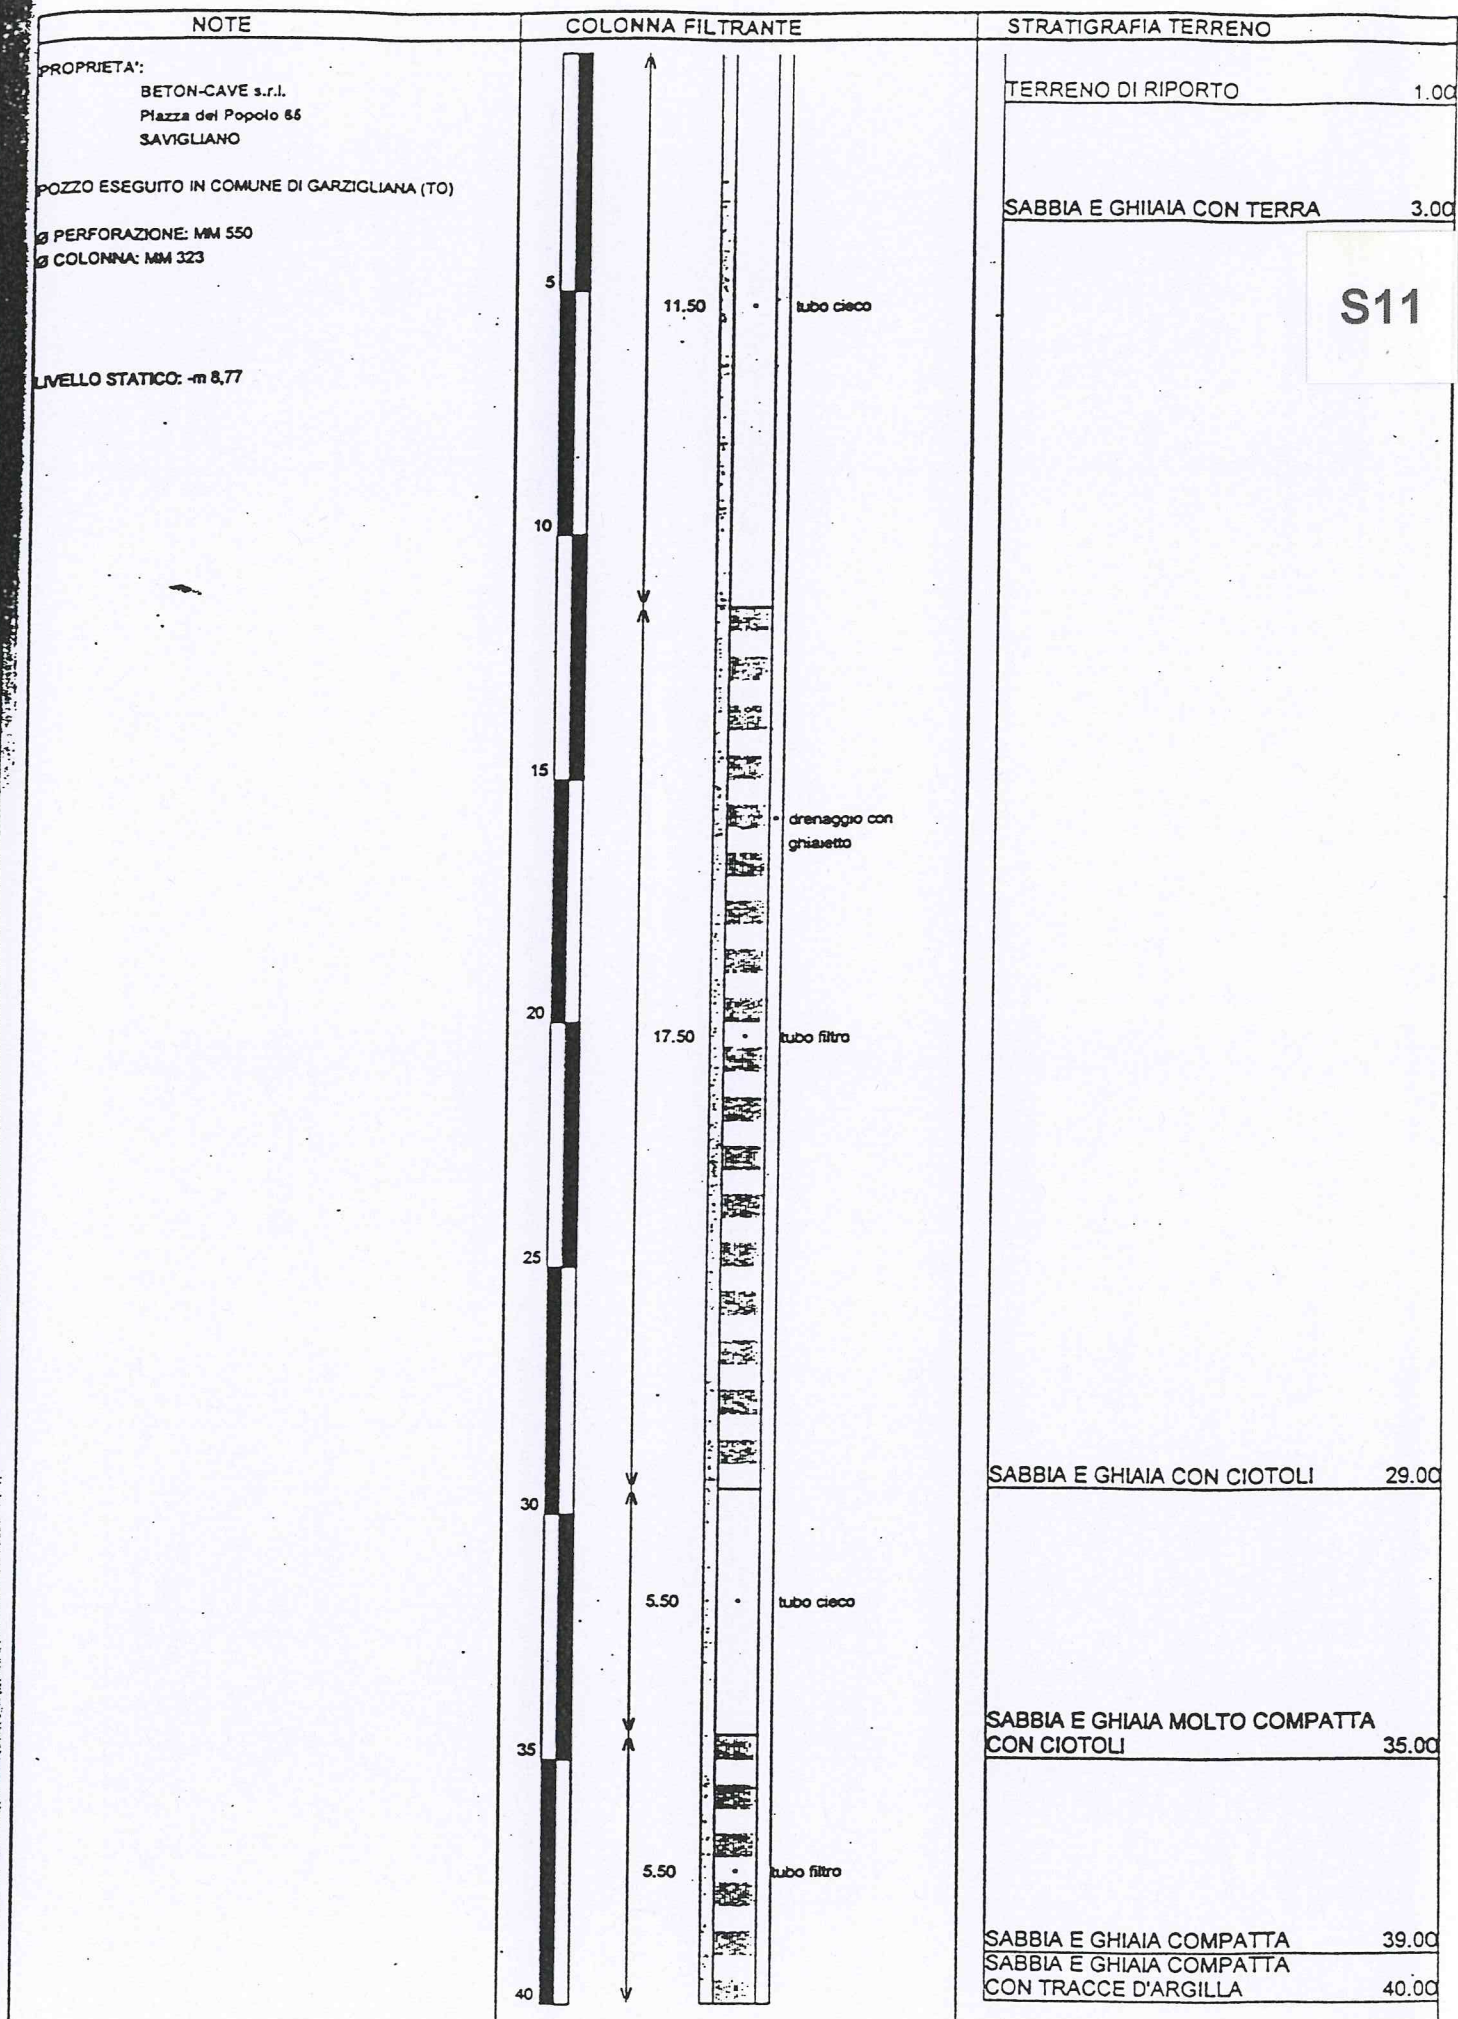 NOTE
COLONNA FILTRANTE
STRATIGRAFIA TERRENO
PROPRIETA':
BETON-CAVE s.r.l.
Piazza del Popolo 65
SAVIGLIANO
POZZO ESEGUITO IN COMUNE DI GARZIGLIANA (TO)
Ø PERFORAZIONE: MM 550
Ø COLONNA: MM 323
LIVELLO STATICO: -m 8,77
5
10
15
20
25
30
35
40
11.50
tubo cieco
drenaggio con
ghiaietto
17.50
tubo filtro
5.50
tubo cieco
5.50
tubo filtro
TERRENO DI RIPORTO 1.00
SABBIA E GHIIAIA CON TERRA 3.00
S11
SABBIA E GHIAIA CON CIOTOLI 29.00
SABBIA E GHIAIA MOLTO COMPATTA
CON CIOTOLI 35.00
SABBIA E GHIAIA COMPATTA 39.00
SABBIA E GHIAIA COMPATTA
CON TRACCE D'ARGILLA 40.00